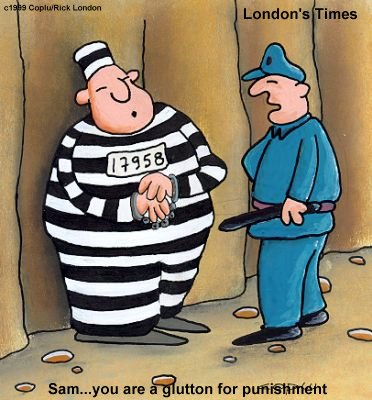 c1999 Coplu/Rick London
London's Times
17958
Sam...you are a glutton for punishment